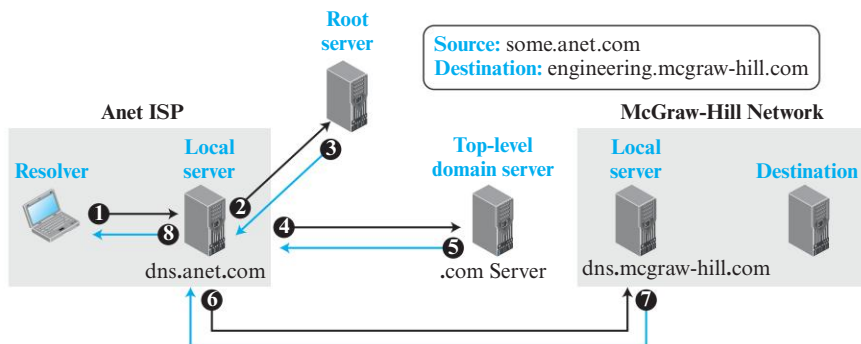 Root
server
Source: some.anet.com
Destination: engineering.mcgraw-hill.com
Anet ISP
McGraw-Hill Network
Resolver
Local
server
Top-level
domain server
Local
server
Destination
1
2
3
4
5
8
dns.anet.com
.com Server
dns.mcgraw-hill.com
6
7